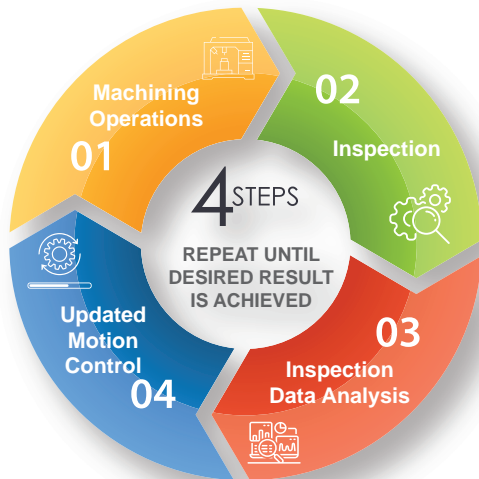 01
Machining
Operations
02
Inspection
03
Inspection
Data Analysis
04
Updated
Motion
Control
4 STEPS
REPEAT UNTIL
DESIRED RESULT
IS ACHIEVED